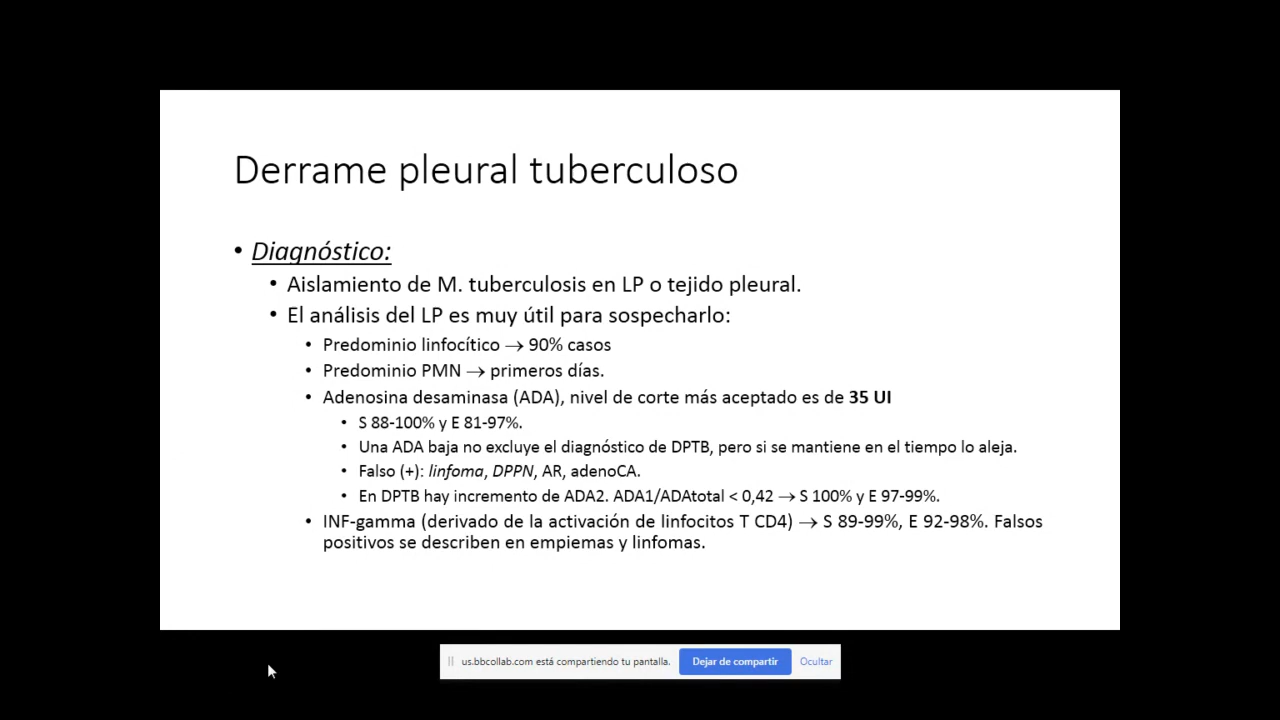 Derrame pleural tuberculoso
• Diagnóstico:
• Aislamiento de M. tuberculosis en LP o tejido pleural.
• El análisis del LP es muy útil para sospecharlo:
• Predominio linfocítico → 90% casos
• Predominio PMN → primeros días.
• Adenosina desaminasa (ADA), nivel de corte más aceptado es de 35 UI
• S 88-100% y E 81-97%.
• Una ADA baja no excluye el diagnóstico de DPTB, pero si se mantiene en el tiempo lo aleja.
• Falso (+): linfoma, DPPN, AR, adenoCA.
• En DPTB hay incremento de ADA2. ADA1/ADAtotal < 0,42 → S 100% y E 97-99%.
• INF-gamma (derivado de la activación de linfocitos T CD4) → S 89-99%, E 92-98%. Falsos
positivos se describen en empiemas y linfomas.
us.bbcollab.com está compartiendo tu pantalla. Dejar de compartir Ocultar